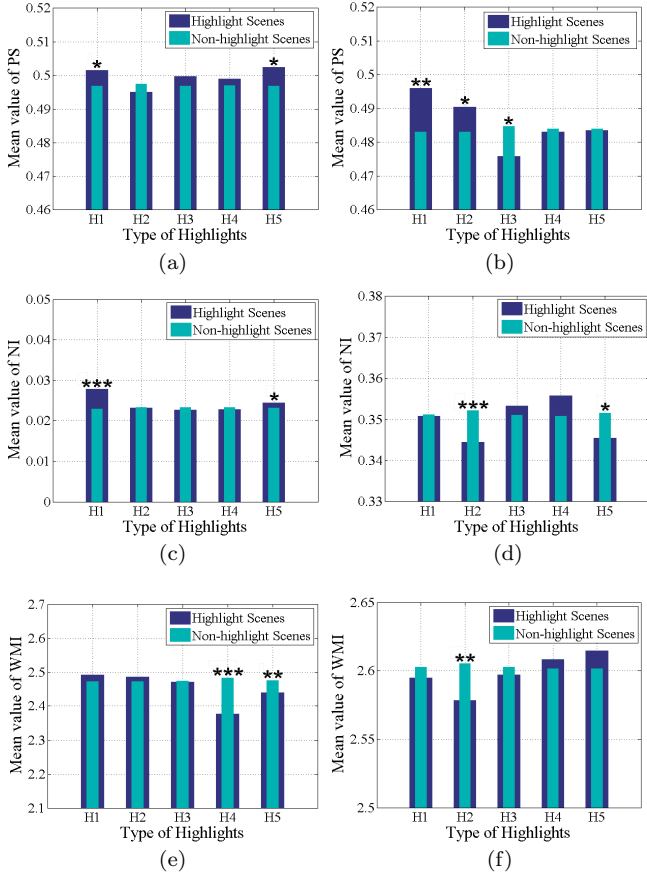 0.52
0.51
0.5
0.49
0.48
0.47
0.46
Mean value of PS
Highlight Scenes
Non-highlight Scenes
*
*
H1 H2 H3 H4 H5
Type of Highlights
(a)
0.52
0.51
0.5
0.49
0.48
0.47
0.46
Mean value of PS
Highlight Scenes
Non-highlight Scenes
**
*
*
H1 H2 H3 H4 H5
Type of Highlights
(b)
0.05
0.04
0.03
0.02
0.01
0
Mean value of NI
Highlight Scenes
Non-highlight Scenes
***
*
H1 H2 H3 H4 H5
Type of Highlights
(c)
0.38
0.37
0.36
0.35
0.34
0.33
Mean value of NI
Highlight Scenes
Non-highlight Scenes
***
*
H1 H2 H3 H4 H5
Type of Highlights
(d)
2.7
2.6
2.5
2.4
2.3
2.2
2.1
Mean value of WMI
Highlight Scenes
Non-highlight Scenes
***
**
H1 H2 H3 H4 H5
Type of Highlights
(e)
2.65
2.6
2.55
2.5
Mean value of WMI
Highlight Scenes
Non-highlight Scenes
**
H1 H2 H3 H4 H5
Type of Highlights
(f)